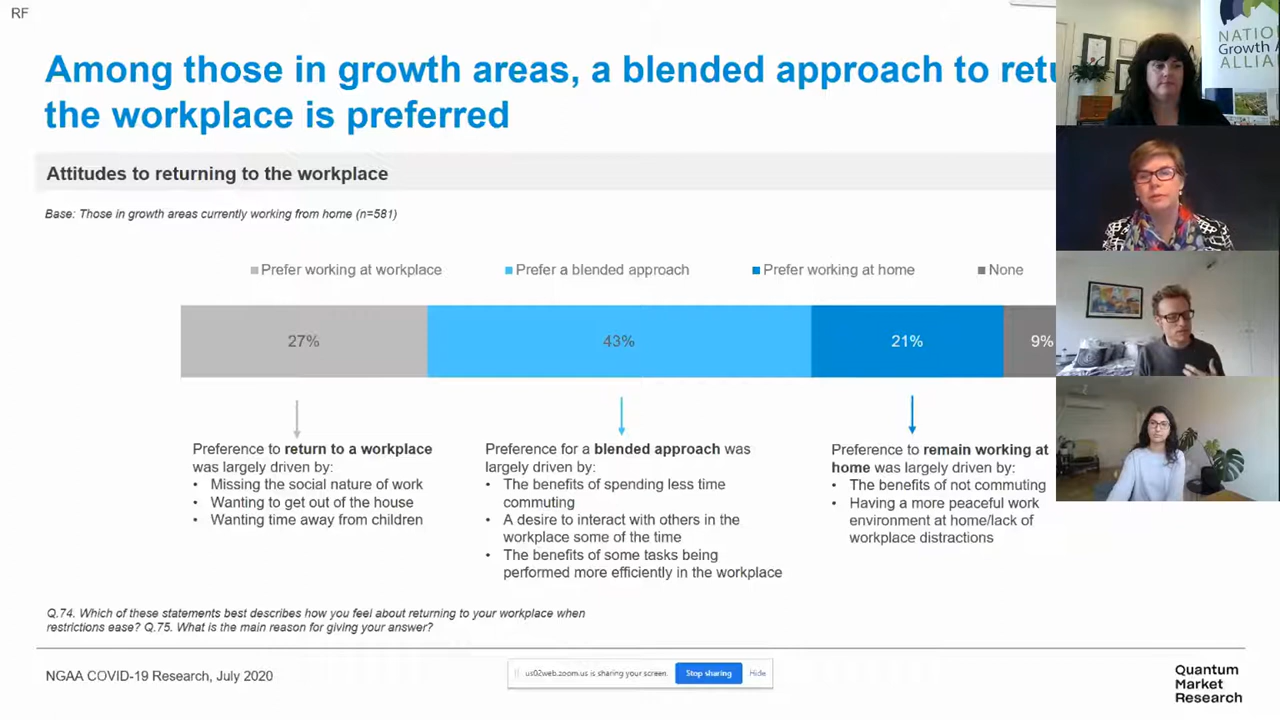 RF
Among those in growth areas, a blended approach to retu
the workplace is preferred
Attitudes to returning to the workplace
Base: Those in growth areas currently working from home (n=581)
Prefer working at workplace
Prefer a blended approach
Prefer working at home
None
27%
43%
21%
9%
Preference to return to a workplace
was largely driven by:
• Missing the social nature of work
• Wanting to get out of the house
• Wanting time away from children
Preference for a blended approach was
largely driven by:
• The benefits of spending less time
commuting
• A desire to interact with others in the
workplace some of the time
• The benefits of some tasks being
performed more efficiently in the workplace
Preference to remain working at
home was largely driven by:
• The benefits of not commuting
• Having a more peaceful work
environment at home/lack of
workplace distractions
Q.74. Which of these statements best describes how you feel about returning to your workplace when
restrictions ease? Q.75. What is the main reason for giving your answer?
NGAA COVID-19 Research, July 2020
us02web.zoom.us is sharing your screen.
Stop sharing
Hide
Quantum
Market
Research
NATIO
Growth A
ALLIA